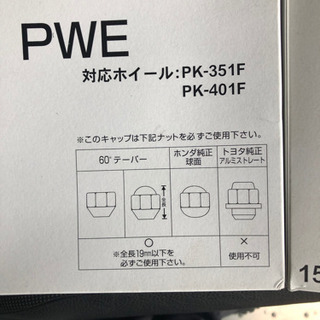 PWE
対応ホイール:PK-351F
PK-401F
※このキャップは下記ナットを必ずご使用下さい。
60°テーパー
ホンダ純正
球面
トヨタ純正
アルミストレート
全長
○
×
※全長19m以下を
必ずご使用下さい。
使用不可
15